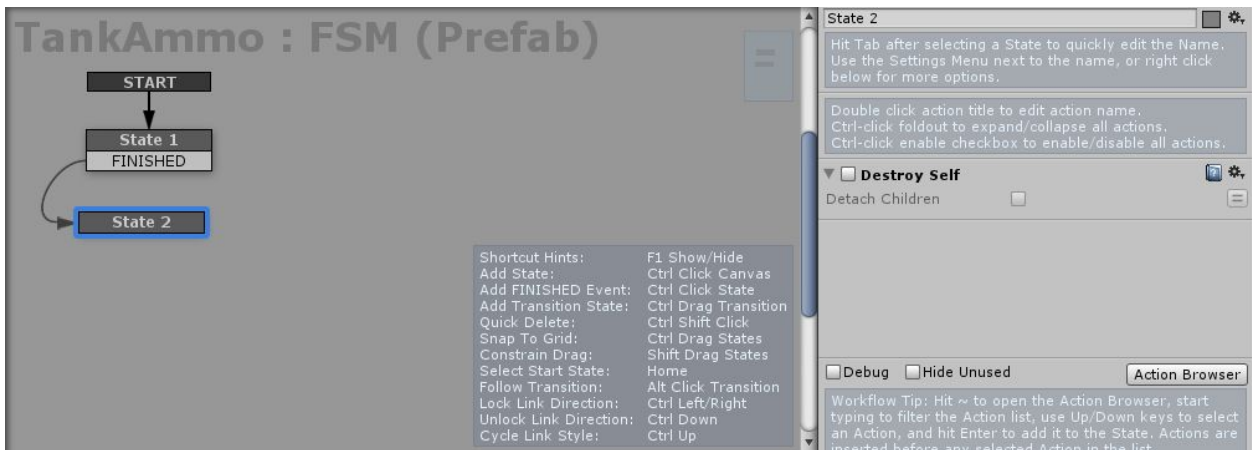 TankAmmo : FSM (Prefab)
START
State 1
FINISHED
State 2
Shortcut Hints: F1 Show/Hide
Add State: Ctrl Click Canvas
Add FINISHED Event: Ctrl Click State
Add Transition State: Ctrl Drag Transition
Quick Delete: Ctrl Shift Click
Snap To Grid: Ctrl Drag States
Constrain Drag: Shift Drag States
Select Start State: Home
Follow Transition: Alt Click Transition
Lock Link Direction: Ctrl Left/Right
Unlock Link Direction: Ctrl Down
Cycle Link Style: Ctrl Up
State 2
Hit Tab after selecting a State to quickly edit the Name.
Use the Settings Menu next to the name, or right click
below for more options.
Double click action title to edit action name.
Ctrl-click foldout to expand/collapse all actions.
Ctrl-click enable checkbox to enable/disable all actions.
Destroy Self
Detach Children
Debug Hide Unused Action Browser
Workflow Tip: Hit ~ to open the Action Browser, start
typing to filter the Action list, use Up/Down keys to select
an Action, and hit Enter to add it to the State. Actions are
inserted before any selected Action in the list.